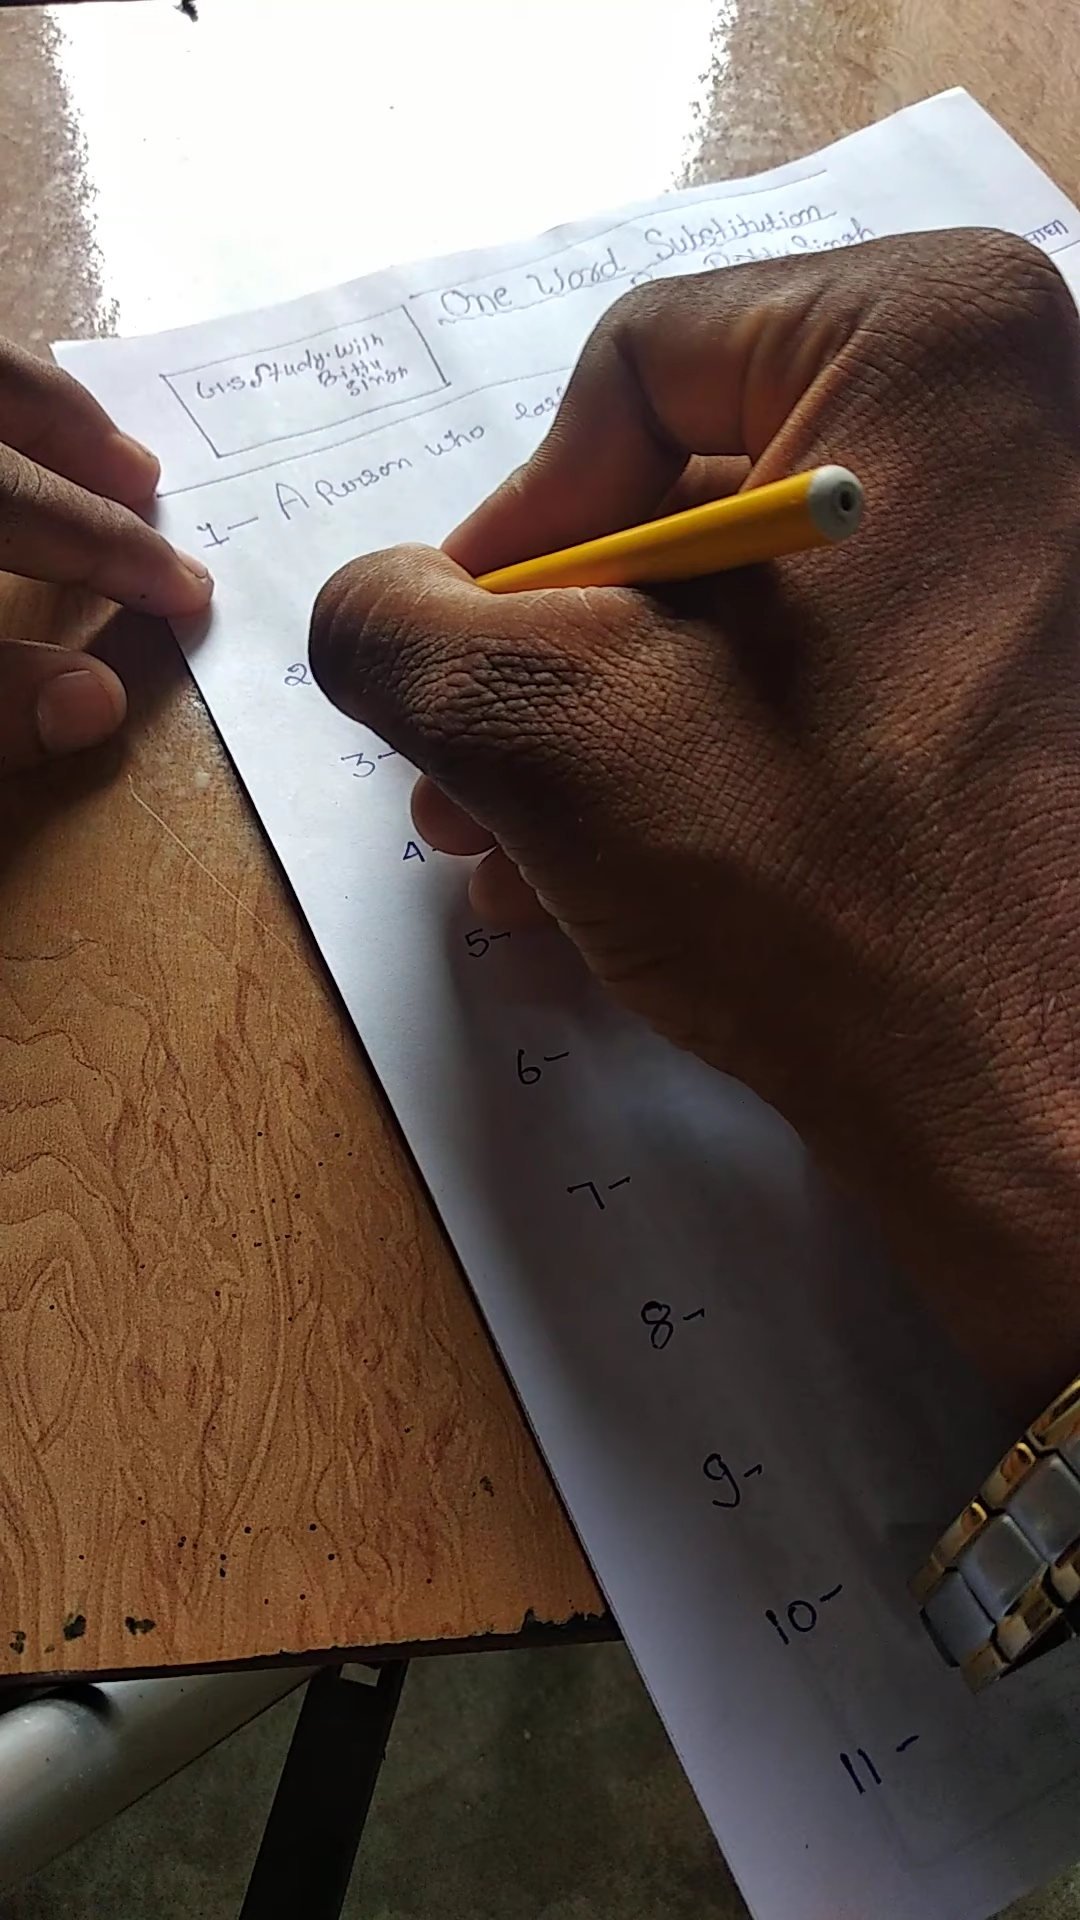 One Word Substitution
Singh
G.S Study. With
Bittu
Singh
1- A Person who
2
3-
4-
5-
6-
7-
8-
9-
10-
11-